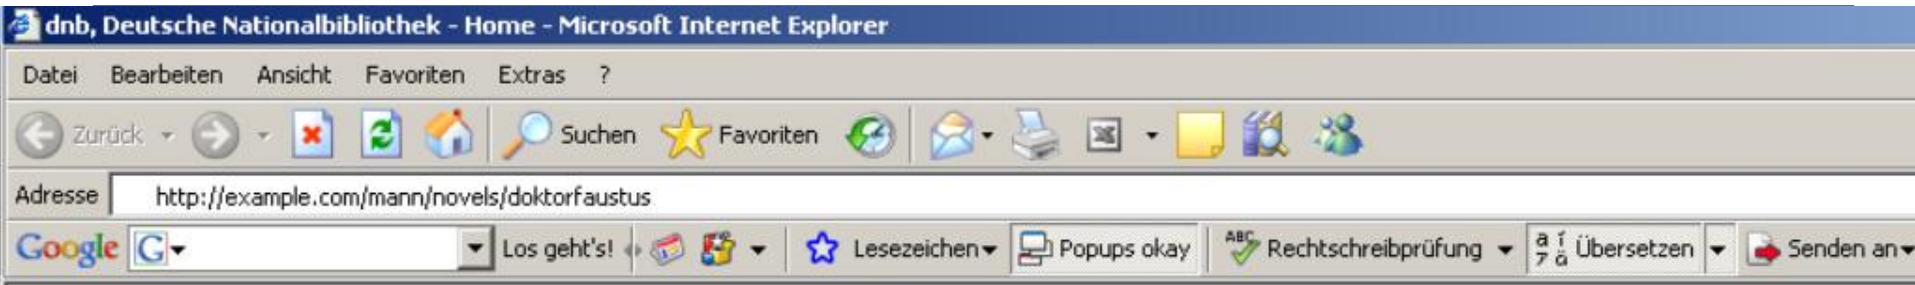 dnb, Deutsche Nationalbibliothek - Home - Microsoft Internet Explorer
Datei Bearbeiten Ansicht Favoriten Extras ?
Zurück Suchen Favoriten
Adresse http://example.com/mann/novels/doktorfaustus
Google G Los geht's! Lesezeichen Popups okay ABC Rechtschreibprüfung Übersetzen Senden an